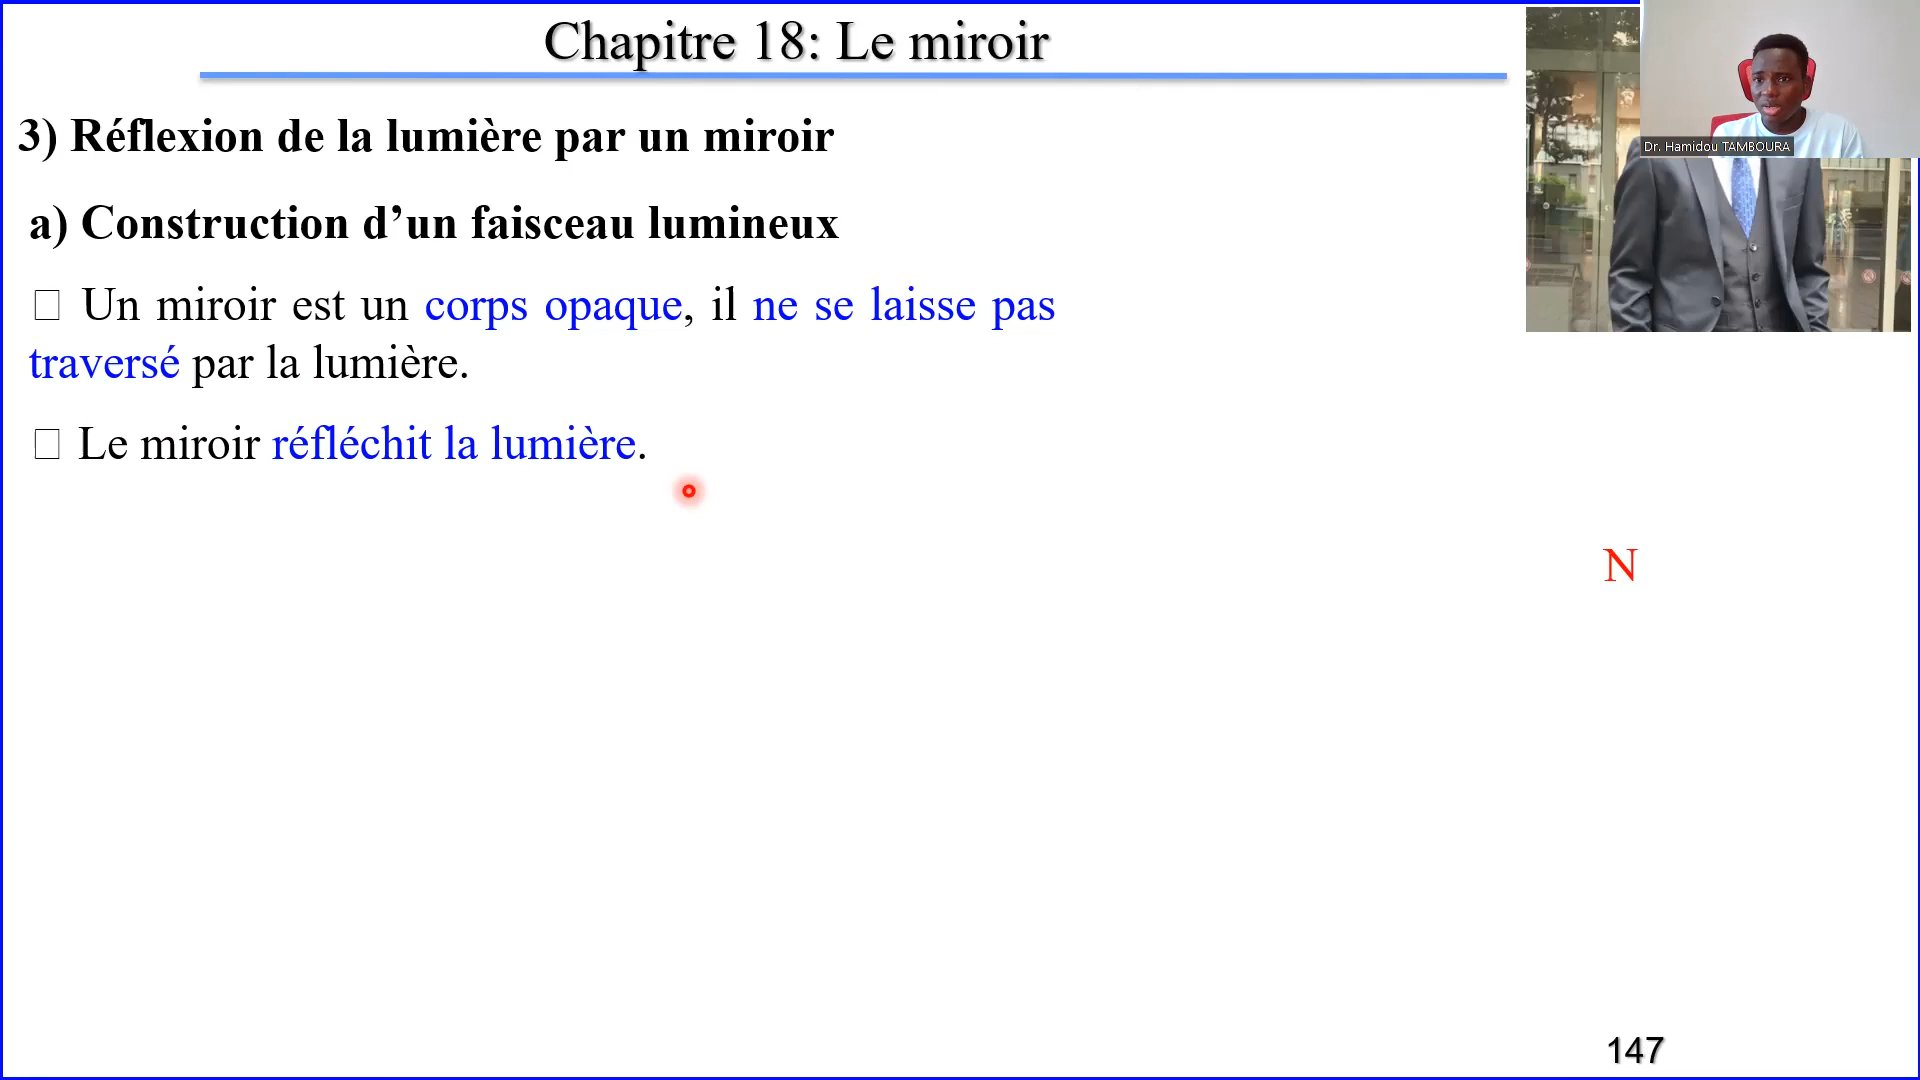 Chapitre 18: Le miroir
Dr. Hamidou TAMBOURA
3) Réflexion de la lumière par un miroir
a) Construction d’un faisceau lumineux
□ Un miroir est un corps opaque, il ne se laisse pas
traversé par la lumière.
□ Le miroir réfléchit la lumière.
N
147